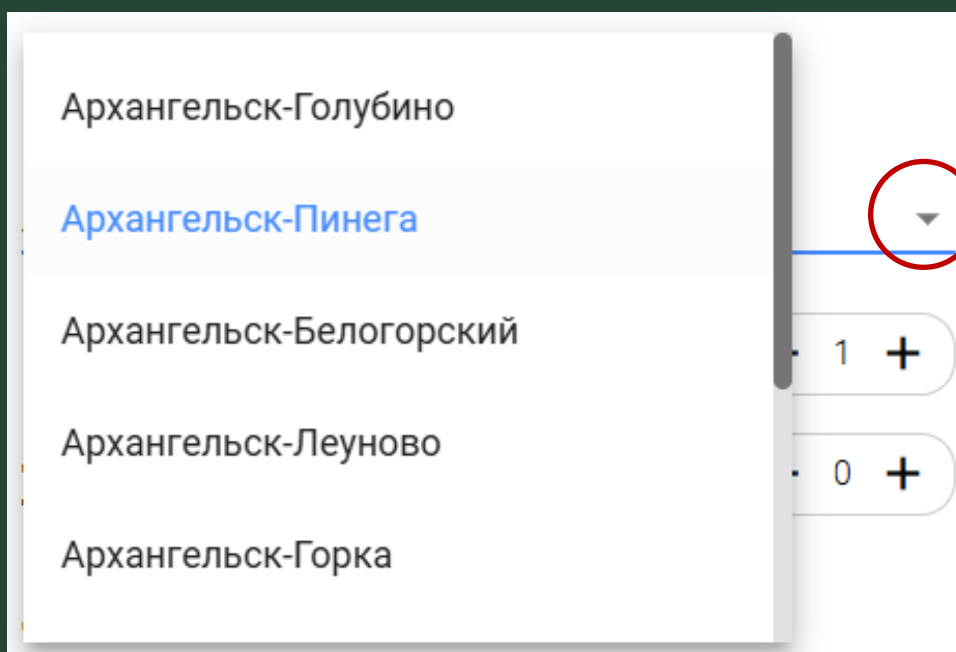 Архангельск-Голубино
Архангельск-Пинега
Архангельск-Белогорский
1 +
Архангельск-Леуново
0 +
Архангельск-Горка